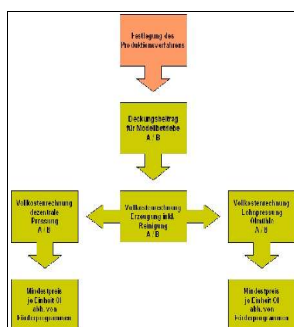 Festlegung des
Produktionsverfahrens
Deckungsbeitrag
für Modellbetriebe
A / B
Vollkostenrechnung
dezentrale
Pressung
A / B
Vollkostenrechnung
Erzeugung inkl.
Reinigung
A / B
Vollkostenrechnung
Lohnpressung
Ölmühle
A / B
Mindestpreis
je Einheit Öl
abh. von
Förderprogrammen
Mindestpreis
je Einheit Öl
abh. von
Förderprogrammen